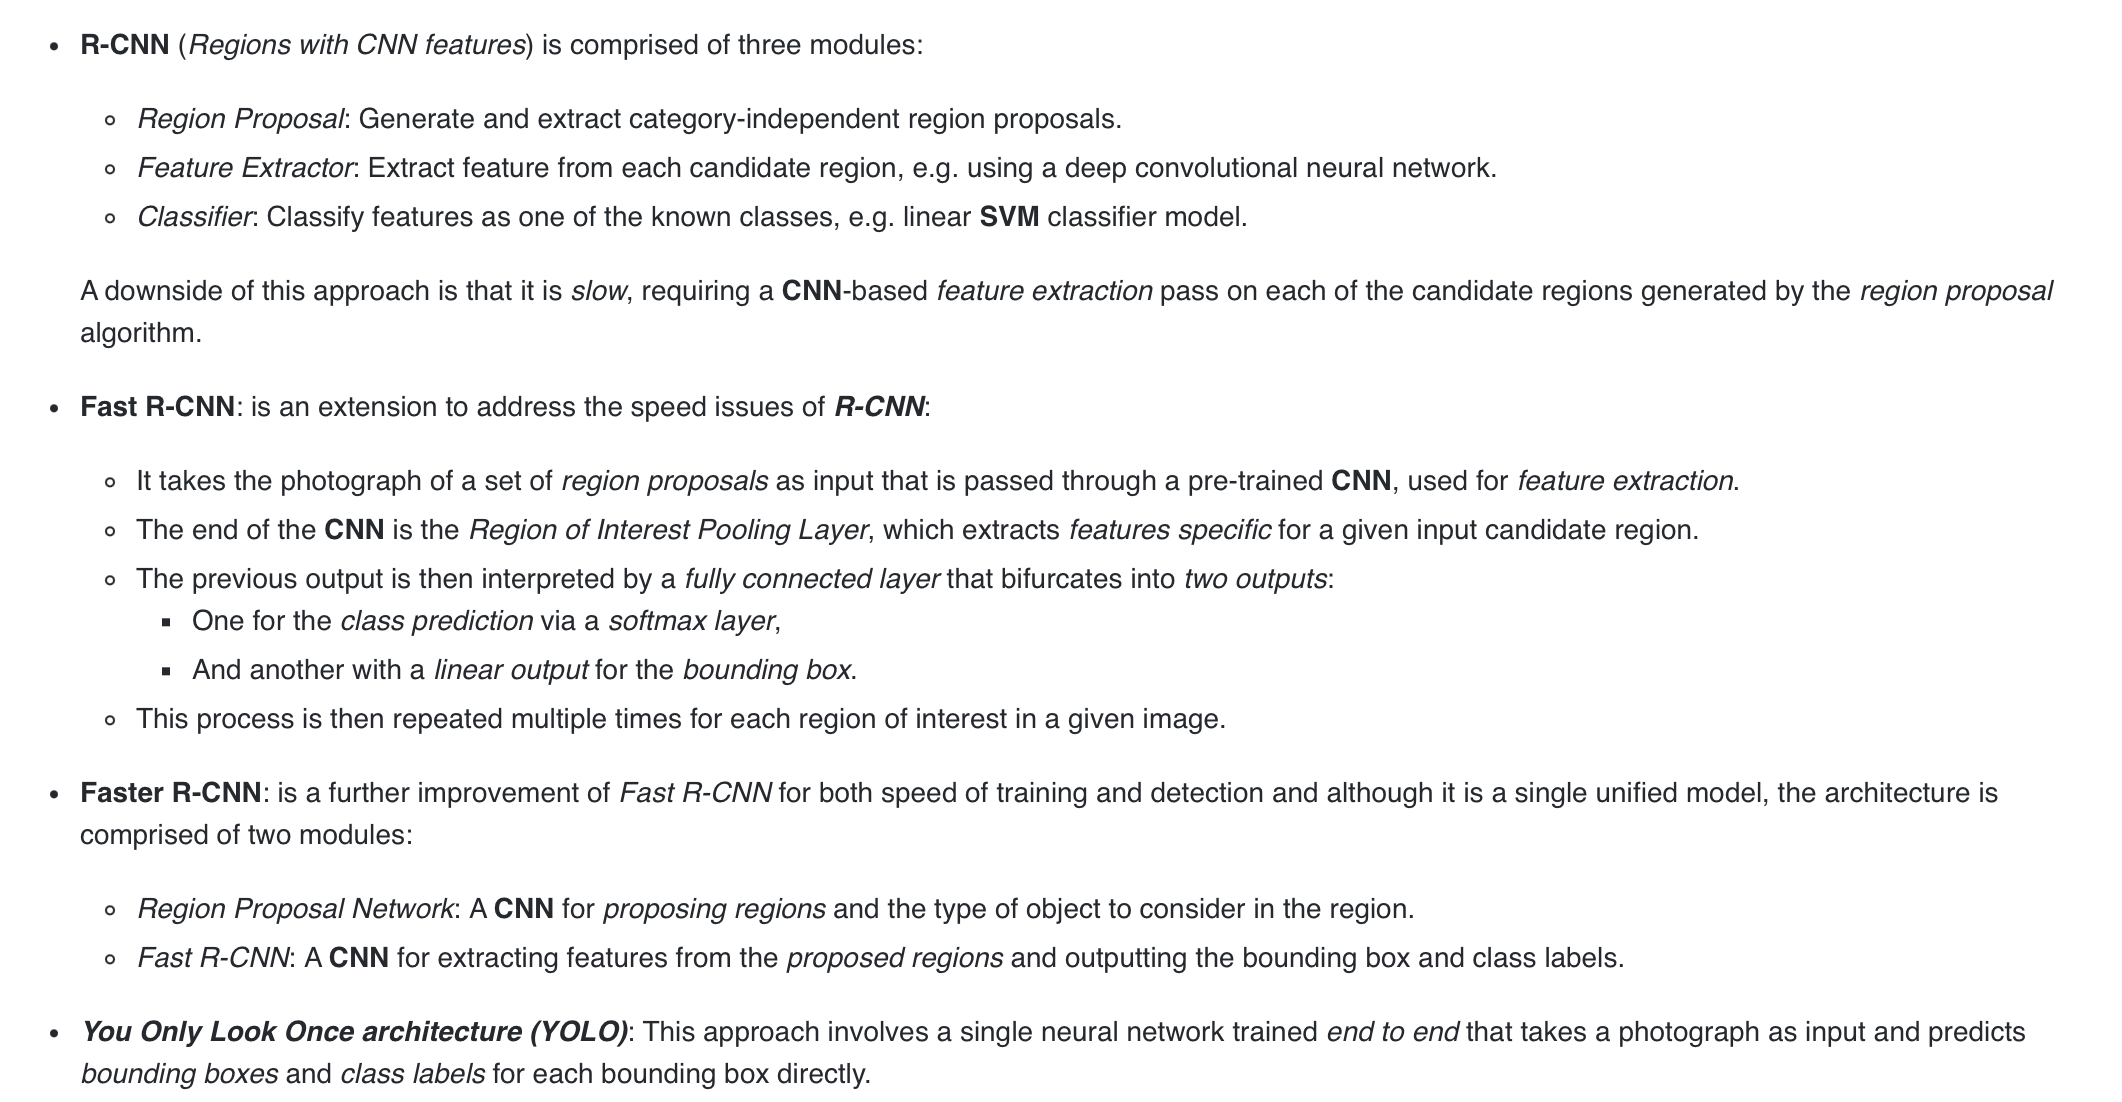 R-CNN (Regions with CNN features) is comprised of three modules:
Region Proposal: Generate and extract category-independent region proposals.
Feature Extractor: Extract feature from each candidate region, e.g. using a deep convolutional neural network.
Classifier: Classify features as one of the known classes, e.g. linear SVM classifier model.
A downside of this approach is that it is slow, requiring a CNN-based feature extraction pass on each of the candidate regions generated by the region proposal
algorithm.
Fast R-CNN: is an extension to address the speed issues of R-CNN:
It takes the photograph of a set of region proposals as input that is passed through a pre-trained CNN, used for feature extraction.
The end of the CNN is the Region of Interest Pooling Layer, which extracts features specific for a given input candidate region.
The previous output is then interpreted by a fully connected layer that bifurcates into two outputs:
One for the class prediction via a softmax layer,
And another with a linear output for the bounding box.
This process is then repeated multiple times for each region of interest in a given image.
Faster R-CNN: is a further improvement of Fast R-CNN for both speed of training and detection and although it is a single unified model, the architecture is
comprised of two modules:
Region Proposal Network: A CNN for proposing regions and the type of object to consider in the region.
Fast R-CNN: A CNN for extracting features from the proposed regions and outputting the bounding box and class labels.
You Only Look Once architecture (YOLO): This approach involves a single neural network trained end to end that takes a photograph as input and predicts
bounding boxes and class labels for each bounding box directly.